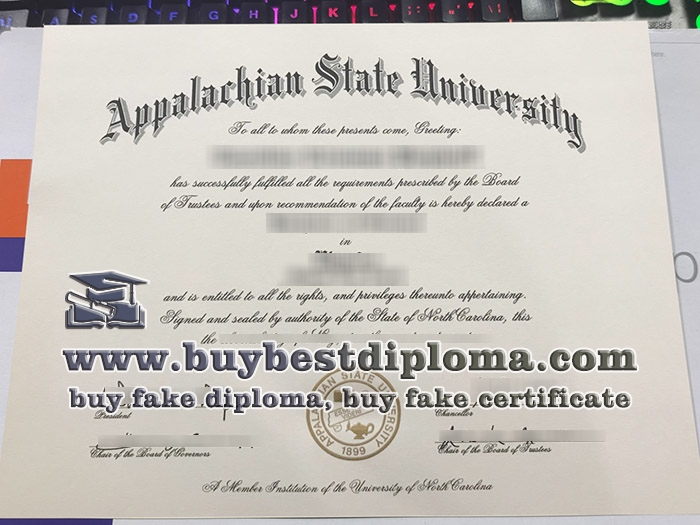 A S D F G H J K L
Appalachian State University
To all to whom these presents come, Greeting:
has successfully fulfilled all the requirements prescribed by the Board
of Trustees and upon recommendation of the faculty is hereby declared a
in
and is entitled to all the rights, and privileges thereunto appertaining.
Signed and sealed by authority of the State of North Carolina, this
the
www.buybestdiploma.com
buy fake diploma, buy fake certificate
President
Chancellor
APPALACHIAN STATE UNIVERSITY
1899
Chair of the Board of Governors
Chair of the Board of Trustees
A Member Institution of the University of North Carolina